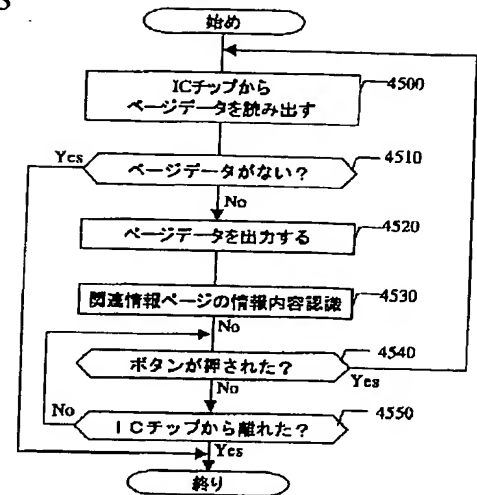 S
始め
ICチップから
ページデータを読み出す
4500
Yes
ページデータがない?
4510
No
ページデータを出力する
4520
関連情報ページの情報内容認識
4530
No
ボタンが押された?
4540
Yes
No
No
ICチップから離れた?
4550
Yes
終り